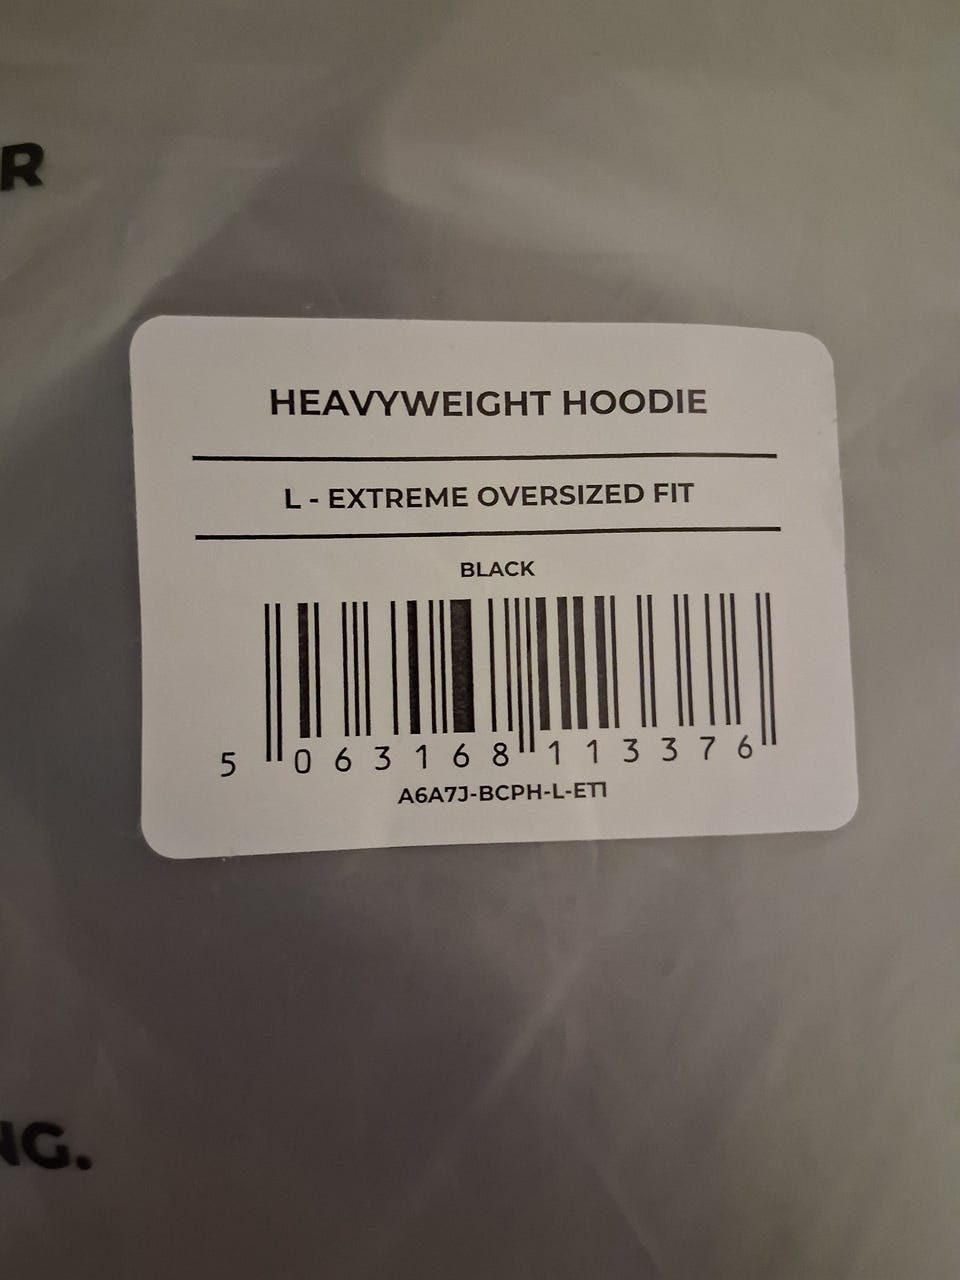 R
HEAVYWEIGHT HOODIE
L - EXTREME OVERSIZED FIT
BLACK
5 063168 113376
A6A7J-BCPH-L-ET1
NG.